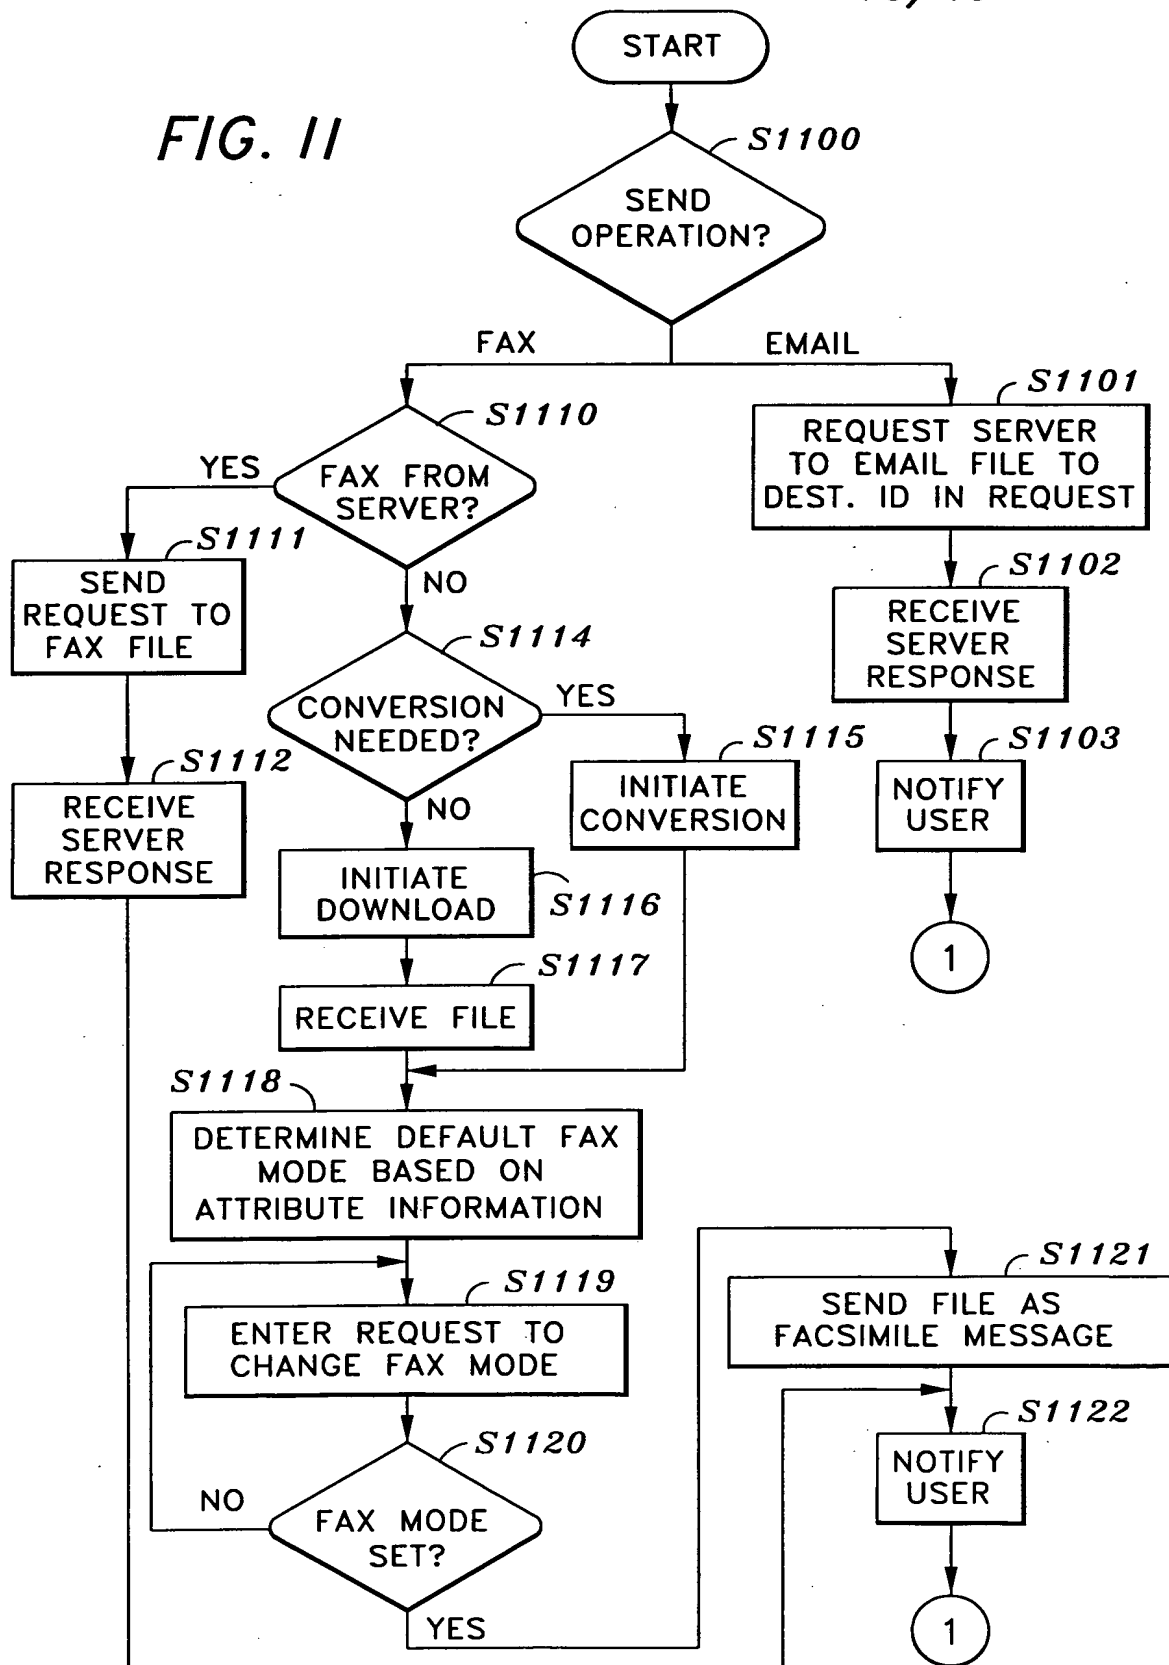 START
FIG. 11
S1100
SEND
OPERATION?
FAX
EMAIL
S1101
REQUEST SERVER
TO EMAIL FILE TO
DEST. ID IN REQUEST
S1110
YES
FAX FROM
SERVER?
S1111
SEND
REQUEST TO
FAX FILE
NO
S1102
RECEIVE
SERVER
RESPONSE
S1114
CONVERSION
NEEDED?
YES
S1115
INITIATE
CONVERSION
S1103
NOTIFY
USER
S1112
RECEIVE
SERVER
RESPONSE
NO
INITIATE
DOWNLOAD
S1116
1
S1117
RECEIVE FILE
S1118
DETERMINE DEFAULT FAX
MODE BASED ON
ATTRIBUTE INFORMATION
S1119
ENTER REQUEST TO
CHANGE FAX MODE
S1121
SEND FILE AS
FACSIMILE MESSAGE
S1120
NO
FAX MODE
SET?
YES
S1122
NOTIFY
USER
1